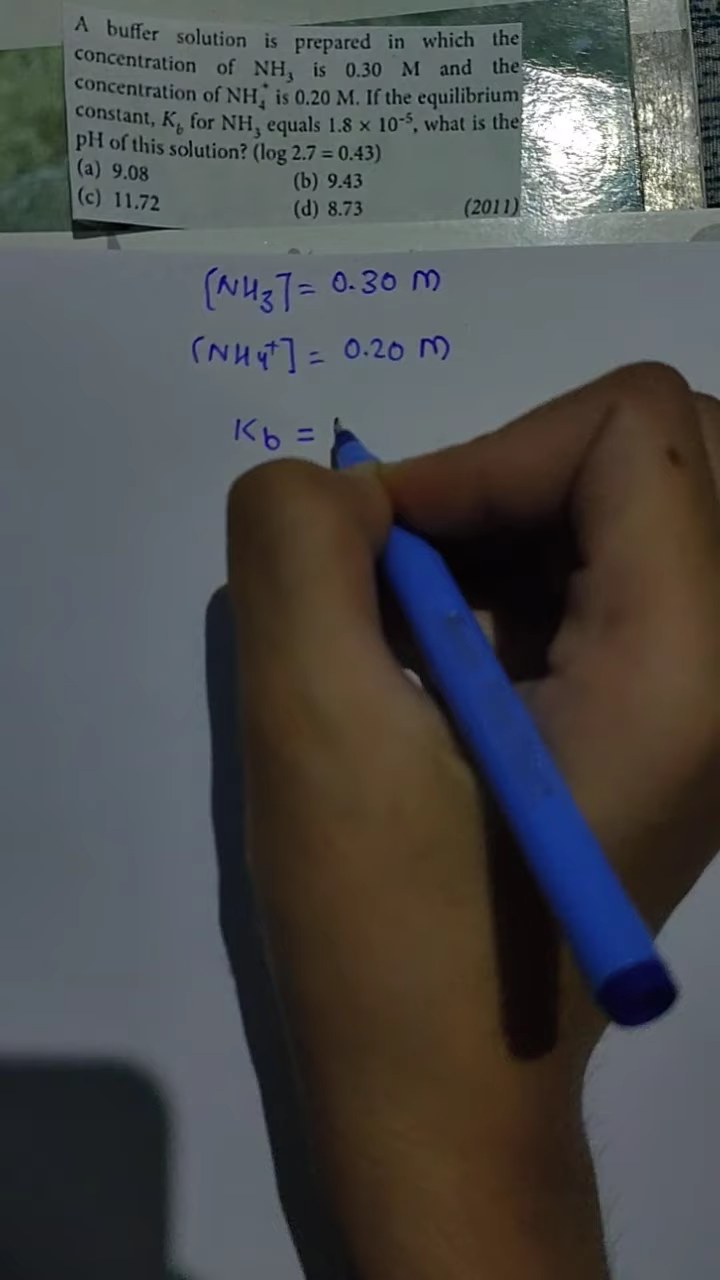 A buffer solution is prepared in which the
concentration of NH₃ is 0.30 M and the
concentration of NH₄⁺ is 0.20 M. If the equilibrium
constant, K_b for NH₃ equals 1.8 × 10⁻⁵, what is the
pH of this solution? (log 2.7 = 0.43)
(a) 9.08 (b) 9.43
(c) 11.72 (d) 8.73 (2011)
[NH₃] = 0.30 M
[NH₄⁺] = 0.20 M
K_b =